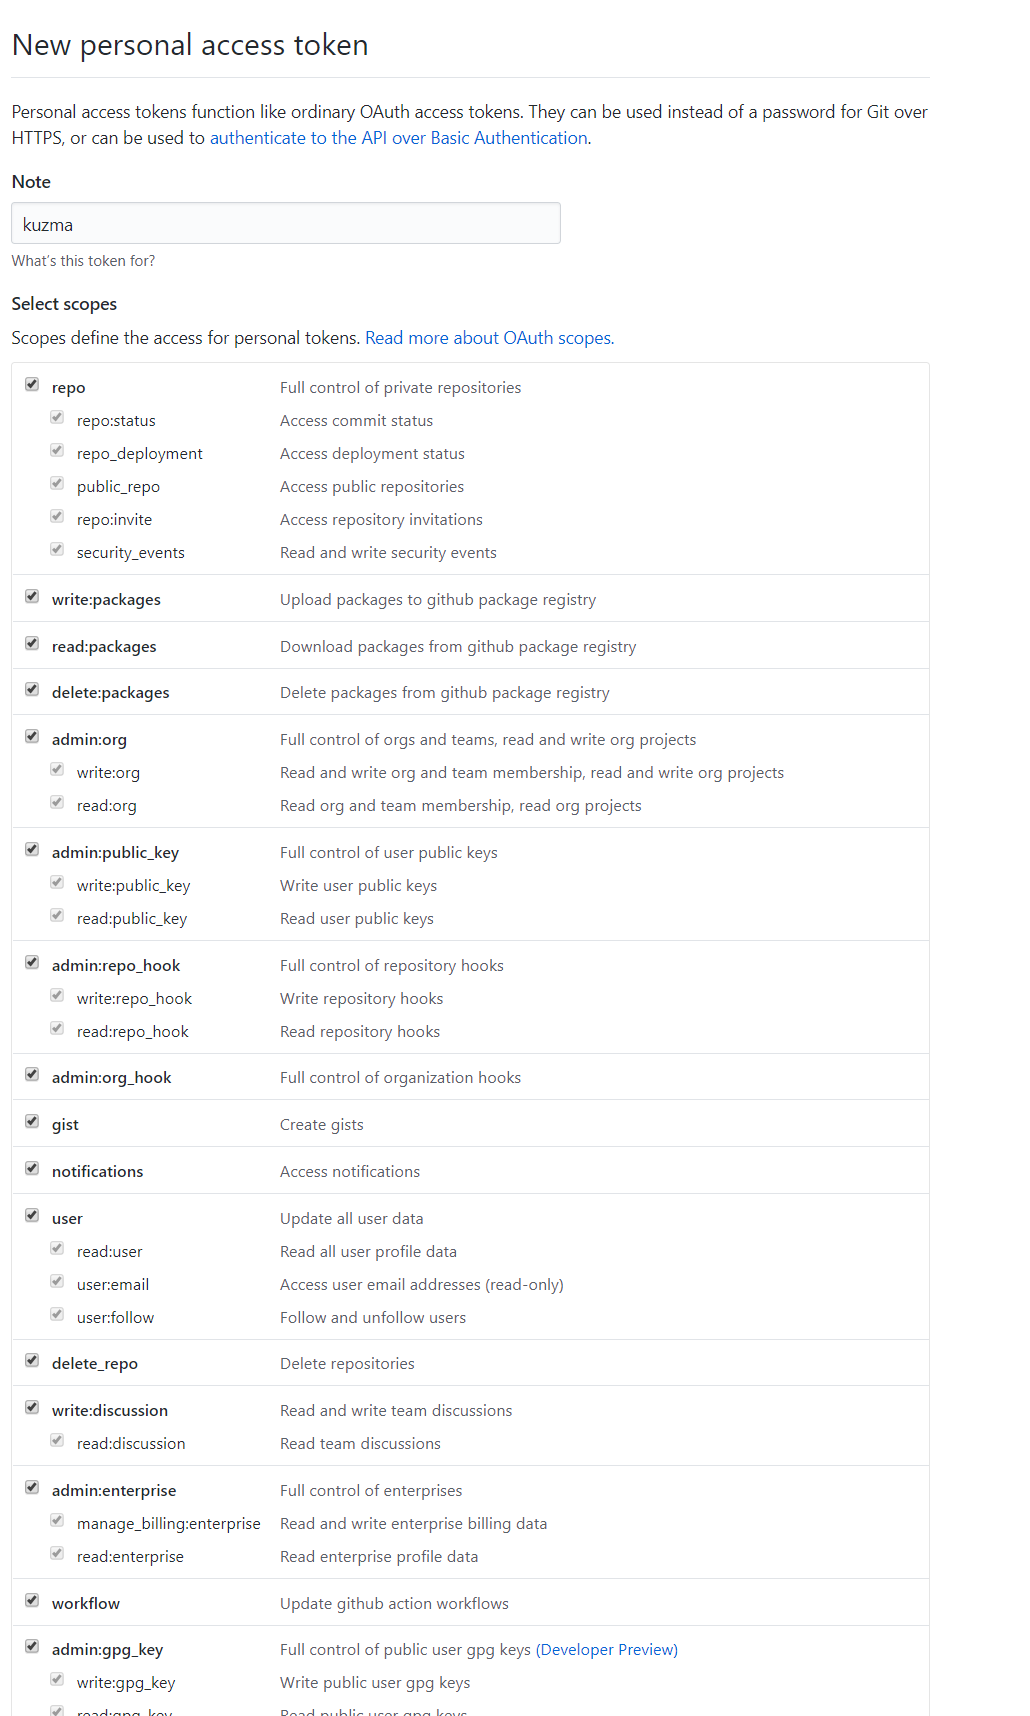 New personal access token
Personal access tokens function like ordinary OAuth access tokens. They can be used instead of a password for Git over
HTTPS, or can be used to authenticate to the API over Basic Authentication.
Note
kuzma
What's this token for?
Select scopes
Scopes define the access for personal tokens. Read more about OAuth scopes.
repo Full control of private repositories
repo:status Access commit status
repo_deployment Access deployment status
public_repo Access public repositories
repo:invite Access repository invitations
security_events Read and write security events
write:packages Upload packages to github package registry
read:packages Download packages from github package registry
delete:packages Delete packages from github package registry
admin:org Full control of orgs and teams, read and write org projects
write:org Read and write org and team membership, read and write org projects
read:org Read org and team membership, read org projects
admin:public_key Full control of user public keys
write:public_key Write user public keys
read:public_key Read user public keys
admin:repo_hook Full control of repository hooks
write:repo_hook Write repository hooks
read:repo_hook Read repository hooks
admin:org_hook Full control of organization hooks
gist Create gists
notifications Access notifications
user Update all user data
read:user Read all user profile data
user:email Access user email addresses (read-only)
user:follow Follow and unfollow users
delete_repo Delete repositories
write:discussion Read and write team discussions
read:discussion Read team discussions
admin:enterprise Full control of enterprises
manage_billing:enterprise Read and write enterprise billing data
read:enterprise Read enterprise profile data
workflow Update github action workflows
admin:gpg_key Full control of public user gpg keys (Developer Preview)
write:gpg_key Write public user gpg keys
read:gpg_key Read public user gpg keys